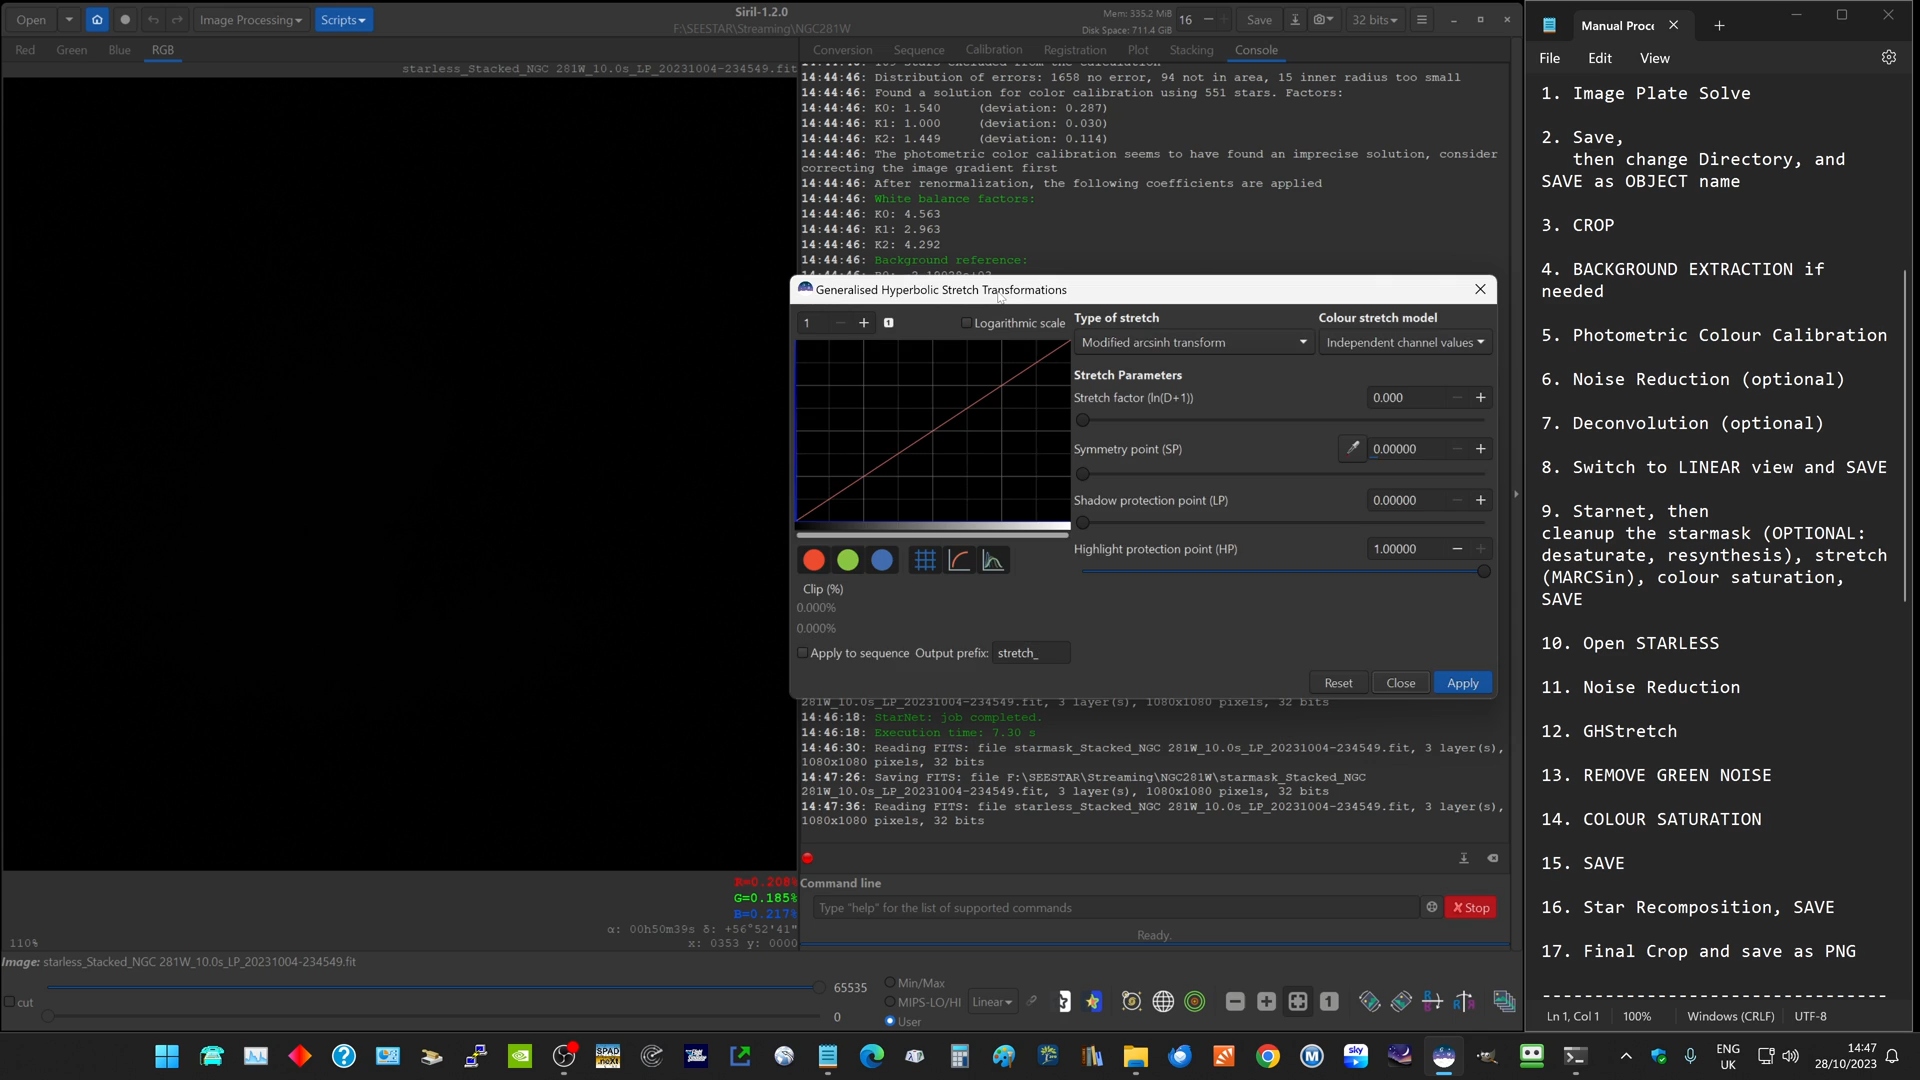 Open
Image Processing
Scripts
Siril-1.2.0
F:\SEESTAR\Streaming\NGC281W
Mem: 335.2 MiB
Disk Space: 711.4 GiB
16
Save
32 bits
Red Green Blue RGB
Conversion Sequence Calibration Registration Plot Stacking Console
starless_Stacked_NGC 281W_10.0s_LP_20231004-234549.fit
14:44:46: Distribution of errors: 1658 no error, 94 not in area, 15 inner radius too small
14:44:46: Found a solution for color calibration using 551 stars. Factors:
14:44:46: K0: 1.540 (deviation: 0.287)
14:44:46: K1: 1.000 (deviation: 0.030)
14:44:46: K2: 1.449 (deviation: 0.114)
14:44:46: The photometric color calibration seems to have found an imprecise solution, consider
correcting the image gradient first
14:44:46: After renormalization, the following coefficients are applied
14:44:46: White balance factors:
14:44:46: K0: 4.563
14:44:46: K1: 2.963
14:44:46: K2: 4.292
14:44:46: Background reference:
Generalised Hyperbolic Stretch Transformations
1
Logarithmic scale
Type of stretch
Modified arcsinh transform
Colour stretch model
Independent channel values
Stretch Parameters
Stretch factor (ln(D+1)) 0.000
Symmetry point (SP) 0.00000
Shadow protection point (LP) 0.00000
Highlight protection point (HP) 1.00000
Clip (%)
0.000%
0.000%
Apply to sequence Output prefix: stretch_
Reset Close Apply
281W_10.0s_LP_20231004-234549.fit, 3 layer(s), 1080x1080 pixels, 32 bits
14:46:18: StarNet: job completed.
14:46:18: Execution time: 7.30 s
14:46:30: Reading FITS: file starmask_Stacked_NGC 281W_10.0s_LP_20231004-234549.fit, 3 layer(s),
1080x1080 pixels, 32 bits
14:47:26: Saving FITS: file F:\SEESTAR\Streaming\NGC281W\starmask_Stacked_NGC
281W_10.0s_LP_20231004-234549.fit, 3 layer(s), 1080x1080 pixels, 32 bits
14:47:36: Reading FITS: file starless_Stacked_NGC 281W_10.0s_LP_20231004-234549.fit, 3 layer(s),
1080x1080 pixels, 32 bits
R=0.208%
G=0.185%
B=0.217%
α: 00h50m39s δ: +56°52'41"
110%
x: 0353 y: 0000
Command line
Type "help" for the list of supported commands
Stop
Ready.
Image: starless_Stacked_NGC 281W_10.0s_LP_20231004-234549.fit
cut
65535
0
Min/Max
MIPS-LO/HI
User
Linear
Manual Proc
File Edit View
1. Image Plate Solve
2. Save,
then change Directory, and
SAVE as OBJECT name
3. CROP
4. BACKGROUND EXTRACTION if
needed
5. Photometric Colour Calibration
6. Noise Reduction (optional)
7. Deconvolution (optional)
8. Switch to LINEAR view and SAVE
9. Starnet, then
cleanup the starmask (OPTIONAL:
desaturate, resynthesis), stretch
(MARCSin), colour saturation,
SAVE
10. Open STARLESS
11. Noise Reduction
12. GHStretch
13. REMOVE GREEN NOISE
14. COLOUR SATURATION
15. SAVE
16. Star Recomposition, SAVE
17. Final Crop and save as PNG
---------------------------------
Ln 1, Col 1 100% Windows (CRLF) UTF-8
SPAD
neXt
sky
ENG
UK
14:47
28/10/2023